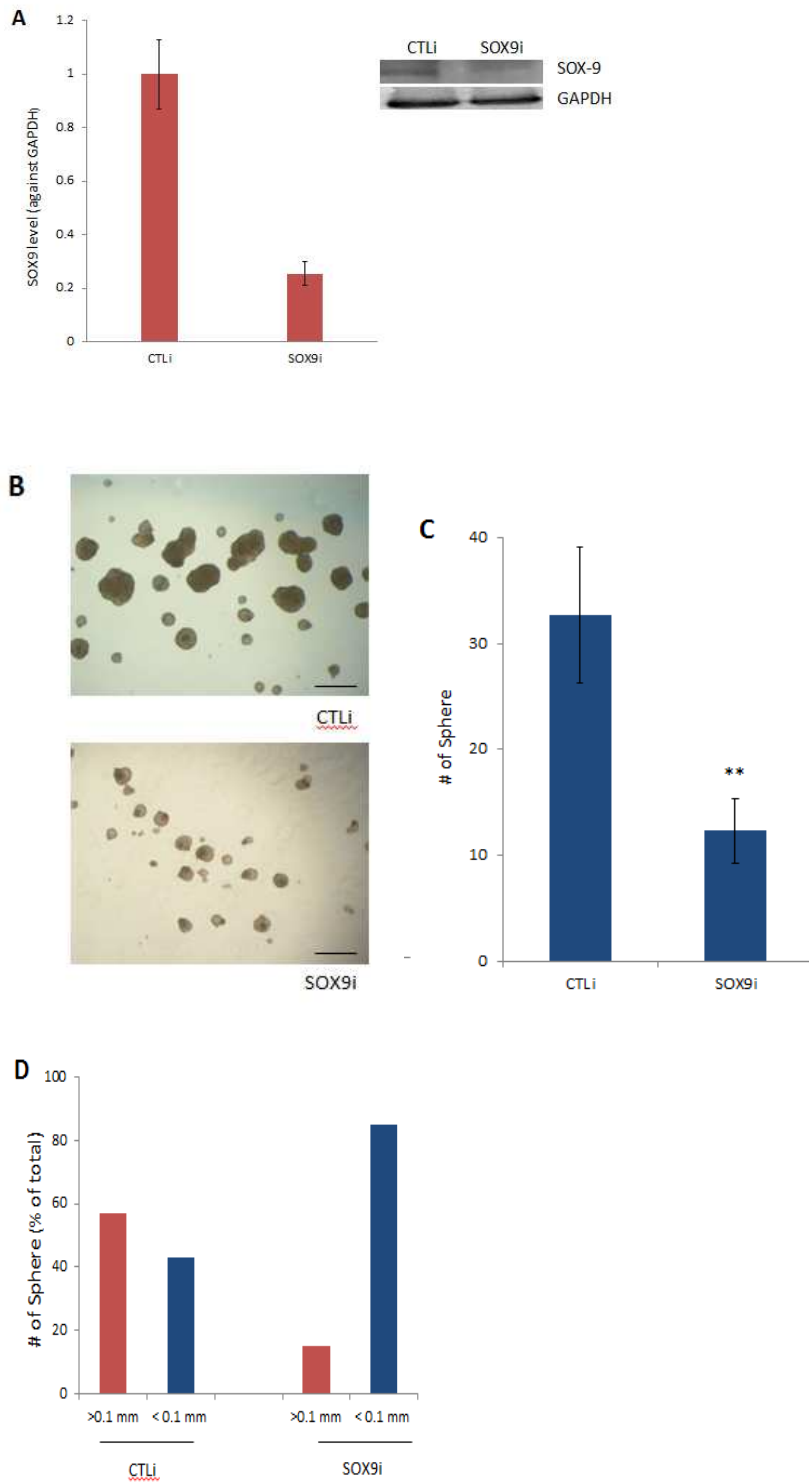 A
1.2
1
0.8
0.6
0.4
0.2
0
SOX9 level (against GAPDH)
CTLi
SOX9i
CTLi SOX9i
SOX-9
GAPDH
B
CTLi
SOX9i
C
40
30
20
10
0
# of Sphere
**
CTLi
SOX9i
D
100
80
60
40
20
0
# of Sphere (% of total)
>0.1 mm < 0.1 mm >0.1 mm < 0.1 mm
CTLi SOX9i